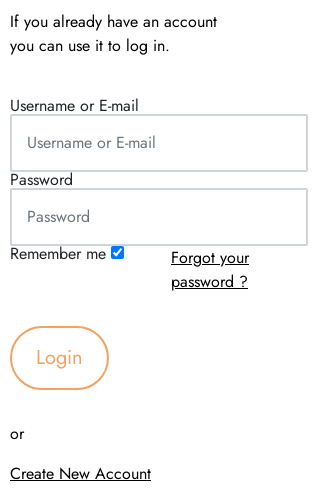 If you already have an account
you can use it to log in.
Username or E-mail
Username or E-mail
Password
Password
Remember me
Forgot your
password ?
Login
or
Create New Account